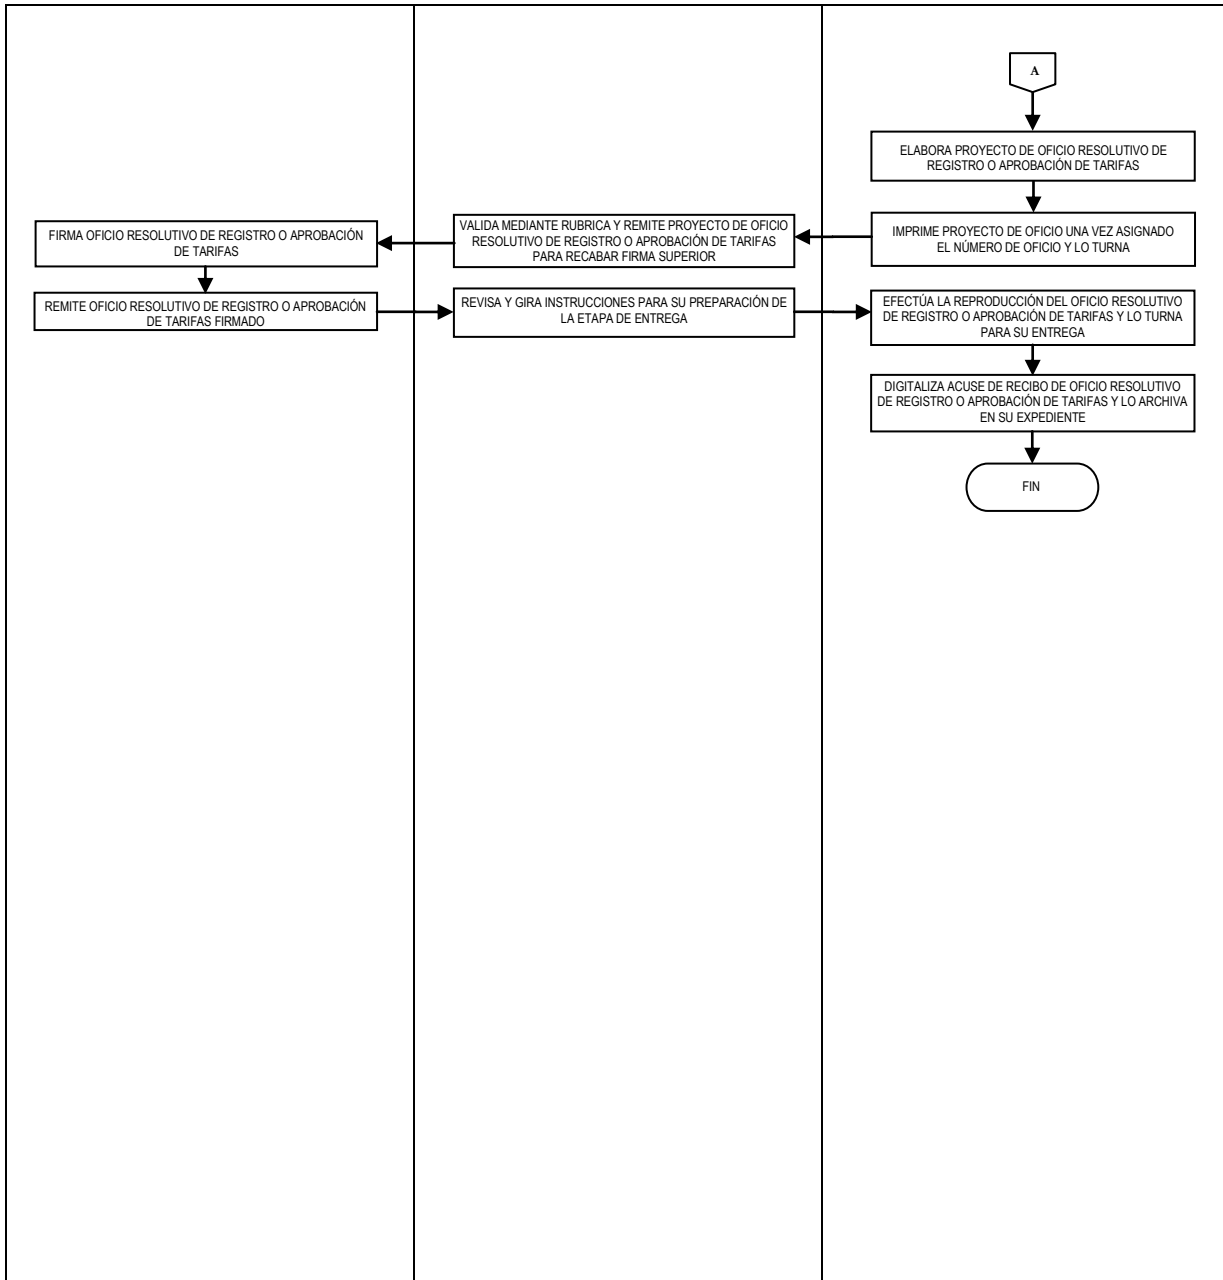 A
ELABORA PROYECTO DE OFICIO RESOLUTIVO DE
REGISTRO O APROBACIÓN DE TARIFAS
IMPRIME PROYECTO DE OFICIO UNA VEZ ASIGNADO
EL NÚMERO DE OFICIO Y LO TURNA
VALIDA MEDIANTE RUBRICA Y REMITE PROYECTO DE OFICIO
RESOLUTIVO DE REGISTRO O APROBACIÓN DE TARIFAS
PARA RECABAR FIRMA SUPERIOR
FIRMA OFICIO RESOLUTIVO DE REGISTRO O APROBACIÓN
DE TARIFAS
REMITE OFICIO RESOLUTIVO DE REGISTRO O APROBACIÓN
DE TARIFAS FIRMADO
REVISA Y GIRA INSTRUCCIONES PARA SU PREPARACIÓN DE
LA ETAPA DE ENTREGA
EFECTÚA LA REPRODUCCIÓN DEL OFICIO RESOLUTIVO
DE REGISTRO O APROBACIÓN DE TARIFAS Y LO TURNA
PARA SU ENTREGA
DIGITALIZA ACUSE DE RECIBO DE OFICIO RESOLUTIVO
DE REGISTRO O APROBACIÓN DE TARIFAS Y LO ARCHIVA
EN SU EXPEDIENTE
FIN